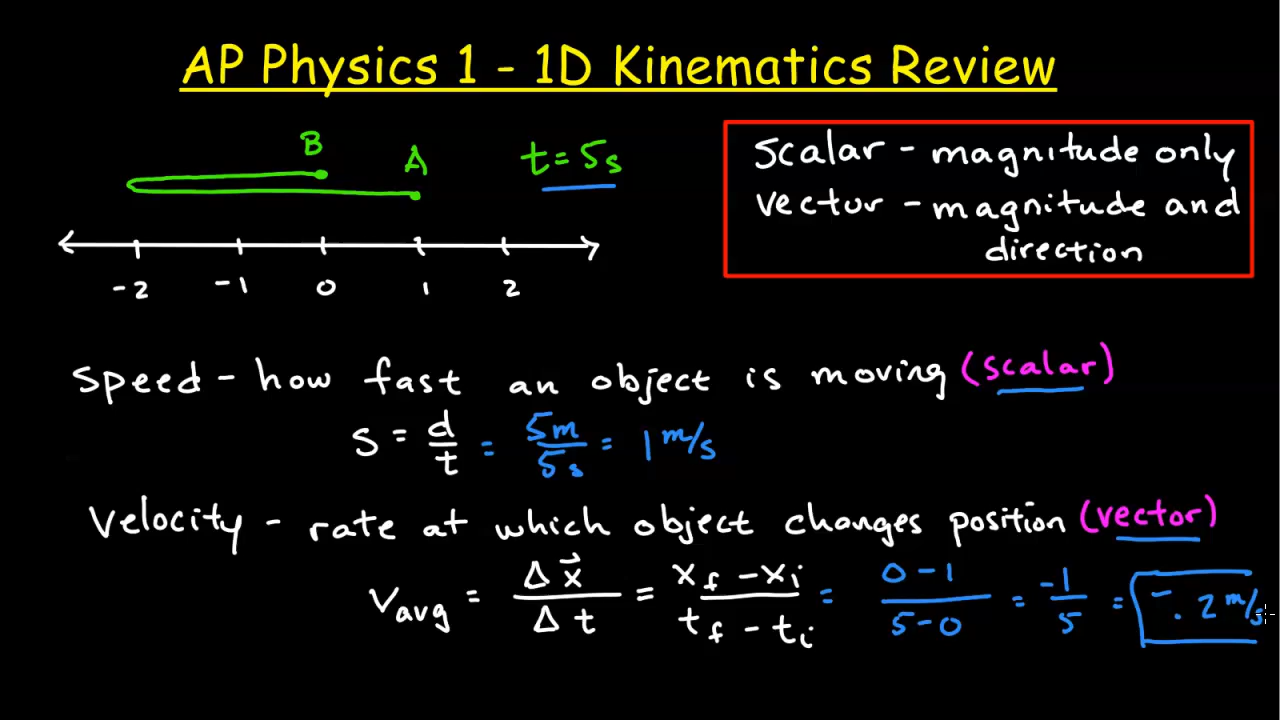 AP Physics 1 - 1D Kinematics Review
B
A
t = 5s
-2 -1 0 1 2
Scalar - magnitude only
vector - magnitude and
direction
Speed - how fast an object is moving (scalar)
S = d/t = 5m/5s = 1 m/s
Velocity - rate at which object changes position (vector)
Vavg = Δx⃗/Δt = xf - xi/tf - ti = 0 - 1/5 - 0 = -1/5 = -.2 m/s